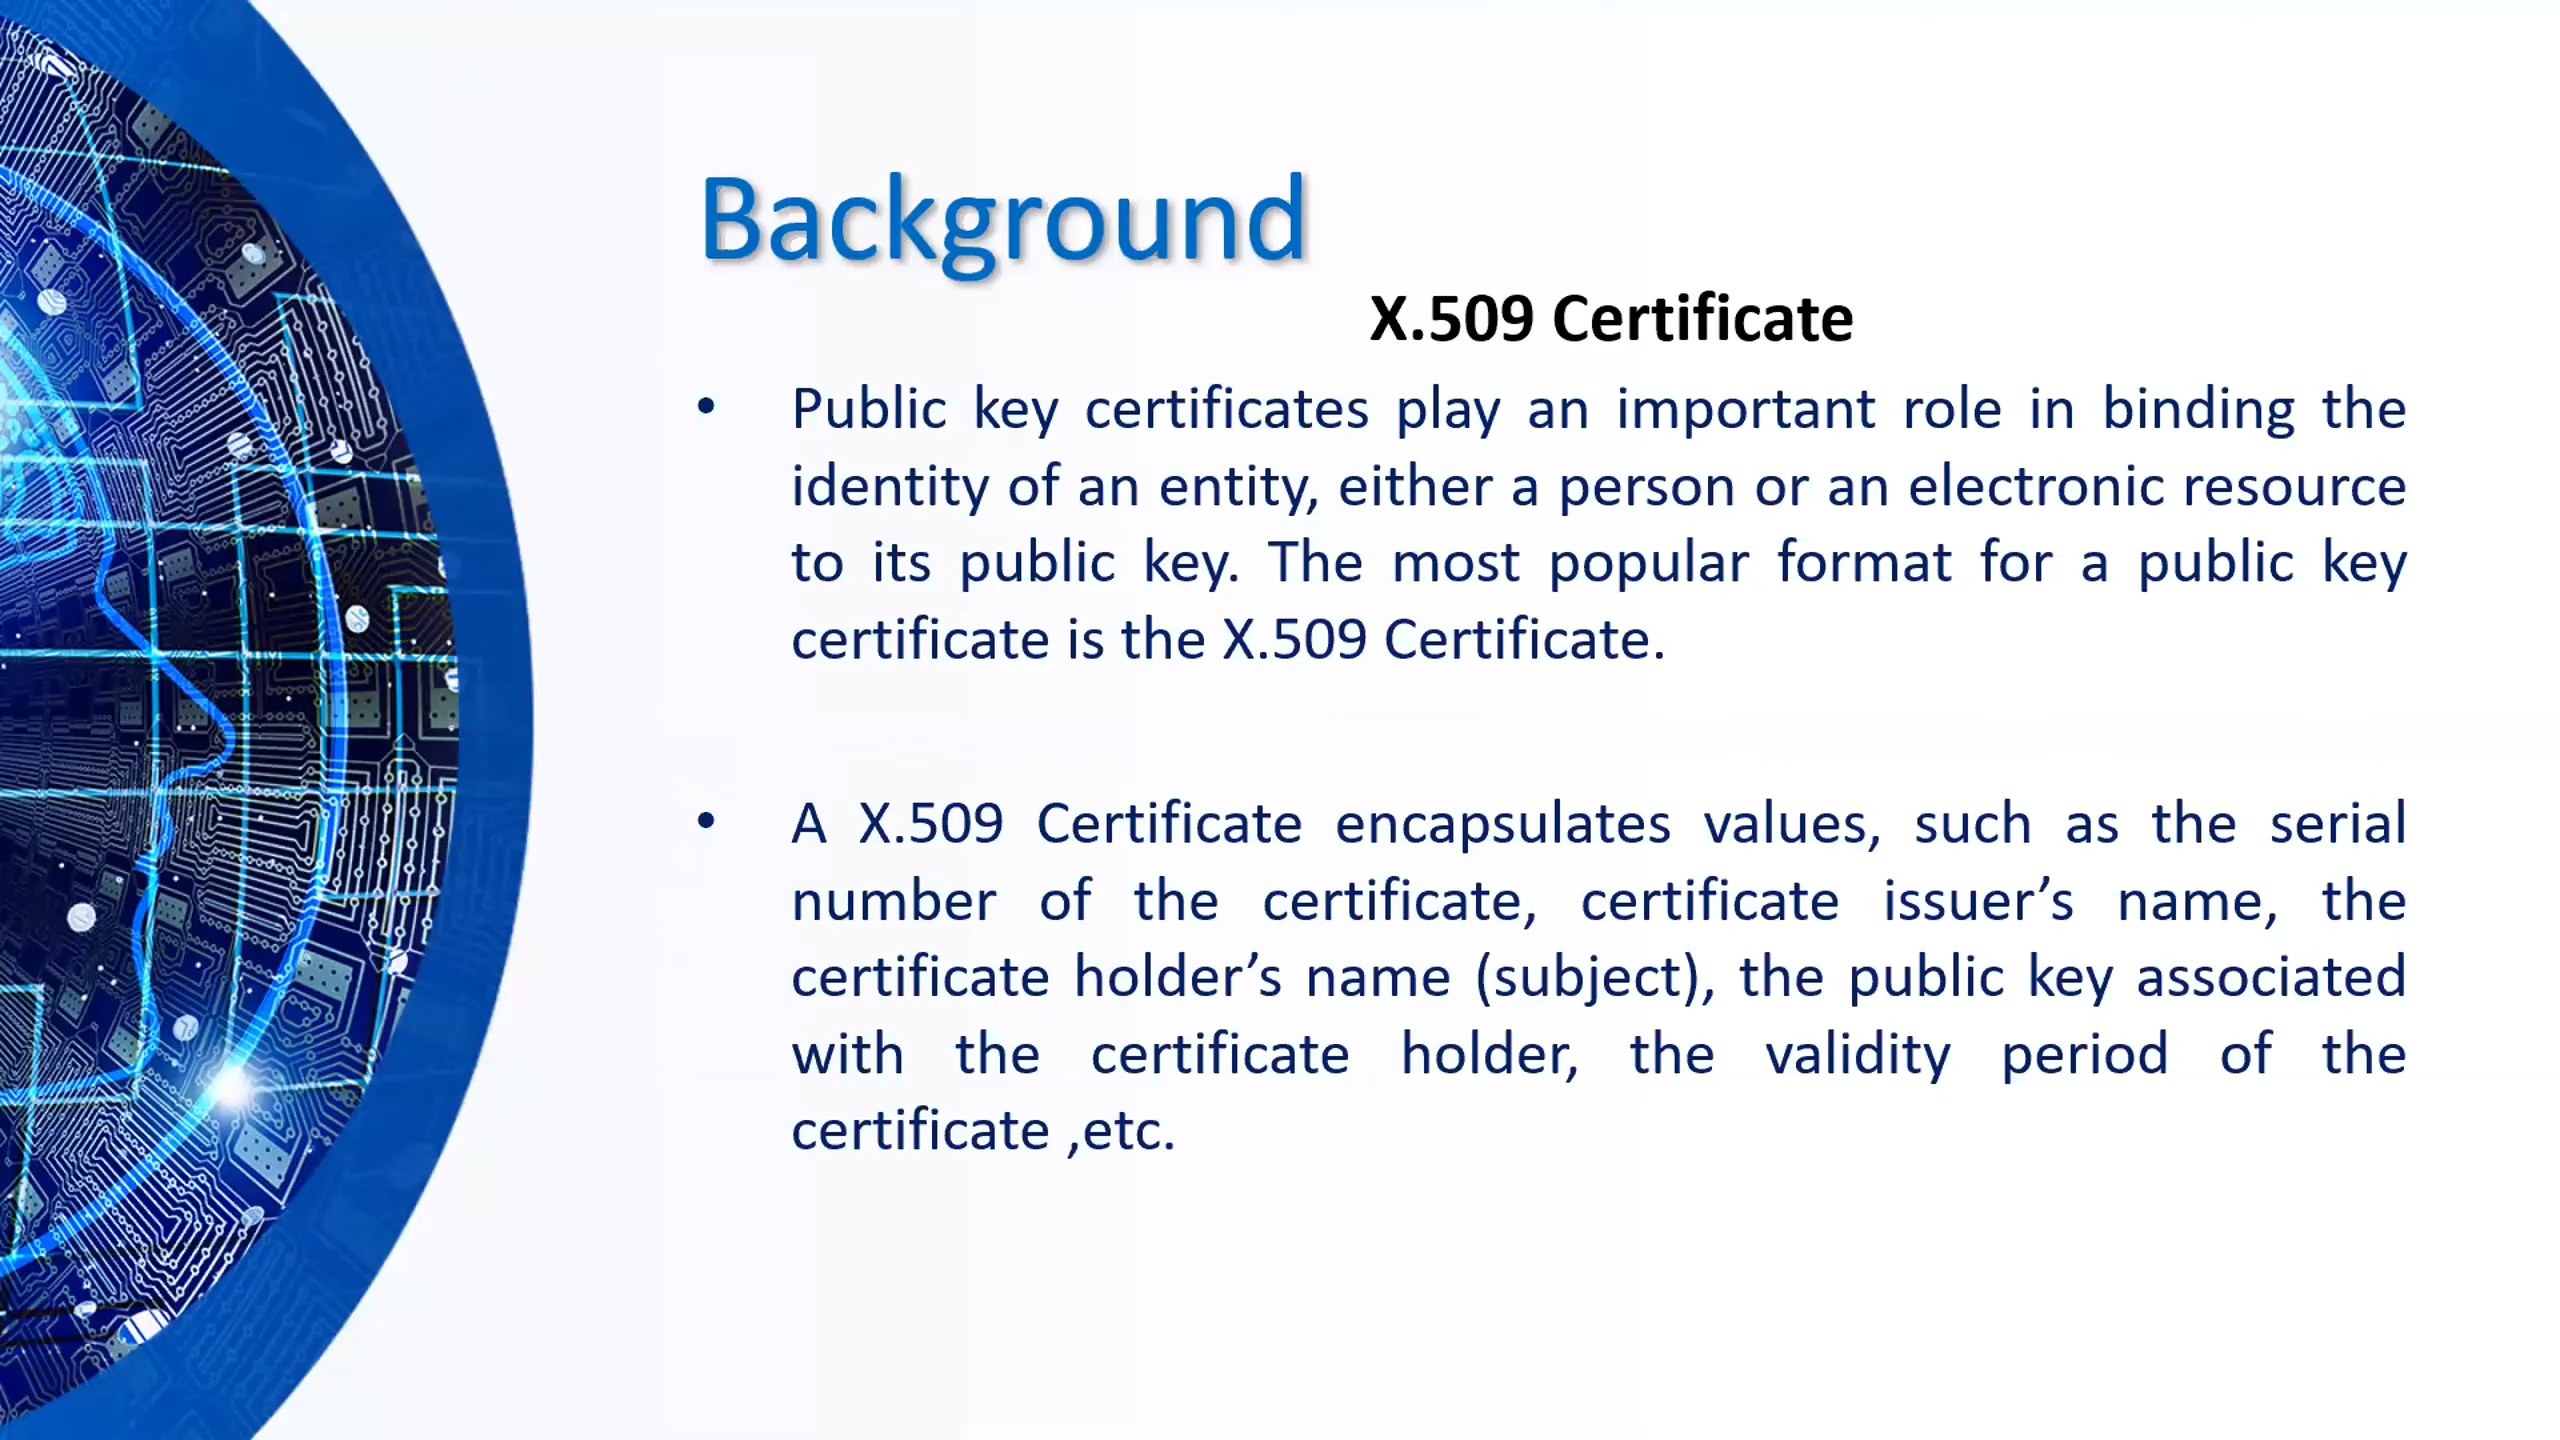 Background
X.509 Certificate
• Public key certificates play an important role in binding the
identity of an entity, either a person or an electronic resource
to its public key. The most popular format for a public key
certificate is the X.509 Certificate.
• A X.509 Certificate encapsulates values, such as the serial
number of the certificate, certificate issuer’s name, the
certificate holder’s name (subject), the public key associated
with the certificate holder, the validity period of the
certificate ,etc.